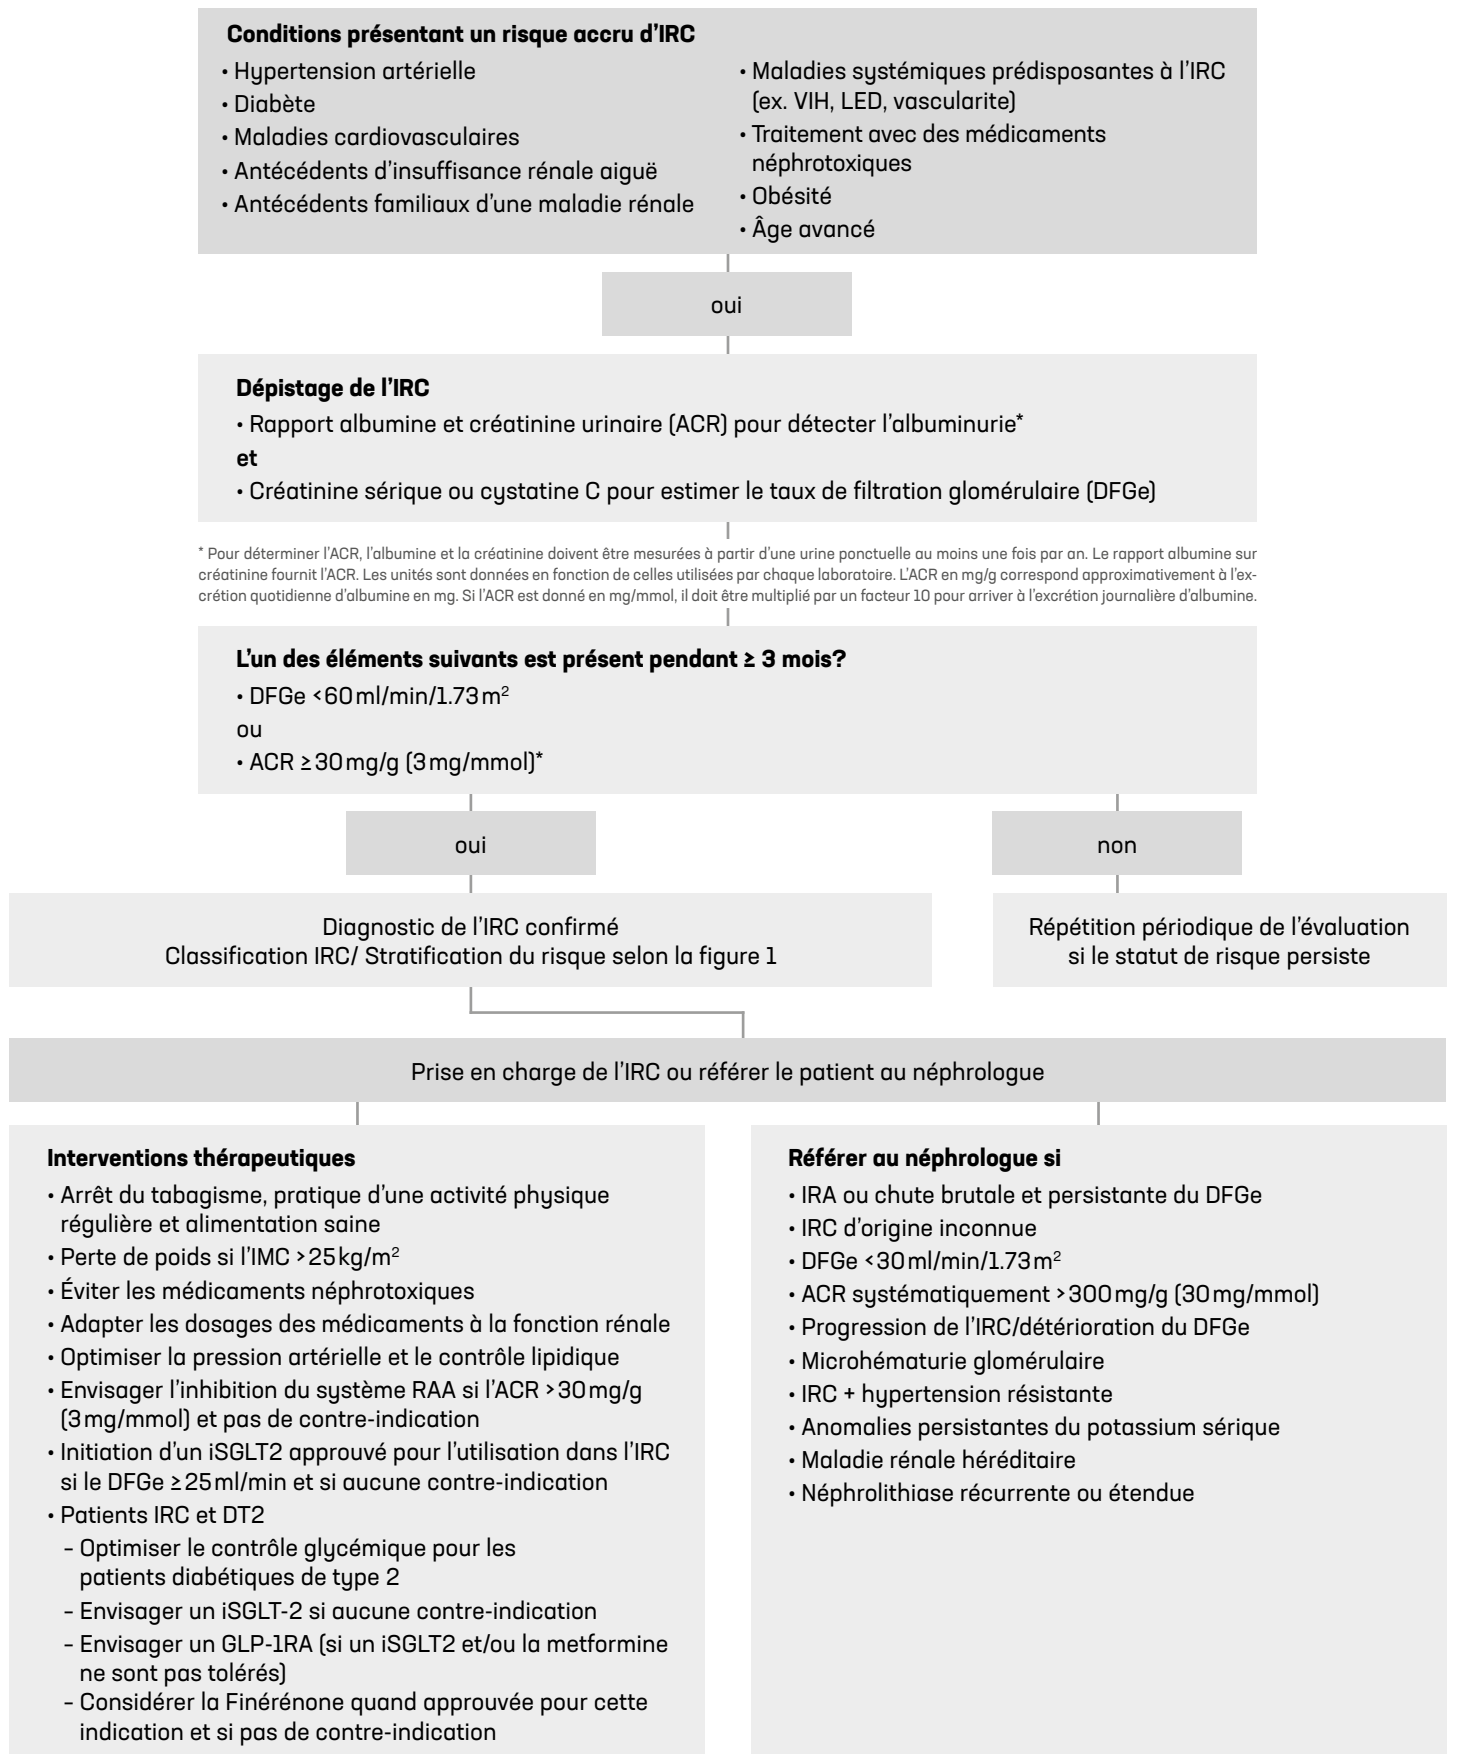 Conditions présentant un risque accru d'IRC
• Hypertension artérielle
• Diabète
• Maladies cardiovasculaires
• Antécédents d'insuffisance rénale aiguë
• Antécédents familiaux d'une maladie rénale
• Maladies systémiques prédisposantes à l'IRC
(ex. VIH, LED, vascularite)
• Traitement avec des médicaments
néphrotoxiques
• Obésité
• Âge avancé
oui
Dépistage de l'IRC
• Rapport albumine et créatinine urinaire (ACR) pour détecter l'albuminurie*
et
• Créatinine sérique ou cystatine C pour estimer le taux de filtration glomérulaire (DFGe)
* Pour déterminer l'ACR, l'albumine et la créatinine doivent être mesurées à partir d'une urine ponctuelle au moins une fois par an. Le rapport albumine sur
créatinine fournit l'ACR. Les unités sont données en fonction de celles utilisées par chaque laboratoire. L'ACR en mg/g correspond approximativement à l'ex-
crétion quotidienne d'albumine en mg. Si l'ACR est donné en mg/mmol, il doit être multiplié par un facteur 10 pour arriver à l'excrétion journalière d'albumine.
L'un des éléments suivants est présent pendant ≥ 3 mois?
• DFGe <60 ml/min/1.73 m²
ou
• ACR ≥ 30 mg/g (3 mg/mmol)*
oui
non
Diagnostic de l'IRC confirmé
Classification IRC/ Stratification du risque selon la figure 1
Répétition périodique de l'évaluation
si le statut de risque persiste
Prise en charge de l'IRC ou référer le patient au néphrologue
Interventions thérapeutiques
• Arrêt du tabagisme, pratique d'une activité physique
régulière et alimentation saine
• Perte de poids si l'IMC >25 kg/m²
• Éviter les médicaments néphrotoxiques
• Adapter les dosages des médicaments à la fonction rénale
• Optimiser la pression artérielle et le contrôle lipidique
• Envisager l'inhibition du système RAA si l'ACR >30 mg/g
(3 mg/mmol) et pas de contre-indication
• Initiation d'un iSGLT2 approuvé pour l'utilisation dans l'IRC
si le DFGe ≥ 25 ml/min et si aucune contre-indication
• Patients IRC et DT2
– Optimiser le contrôle glycémique pour les
patients diabétiques de type 2
– Envisager un iSGLT-2 si aucune contre-indication
– Envisager un GLP-1RA (si un iSGLT2 et/ou la metformine
ne sont pas tolérés)
– Considérer la Finérénone quand approuvée pour cette
indication et si pas de contre-indication
Référer au néphrologue si
• IRA ou chute brutale et persistante du DFGe
• IRC d'origine inconnue
• DFGe <30 ml/min/1.73 m²
• ACR systématiquement >300 mg/g (30 mg/mmol)
• Progression de l'IRC/détérioration du DFGe
• Microhématurie glomérulaire
• IRC + hypertension résistante
• Anomalies persistantes du potassium sérique
• Maladie rénale héréditaire
• Néphrolithiase récurrente ou étendue